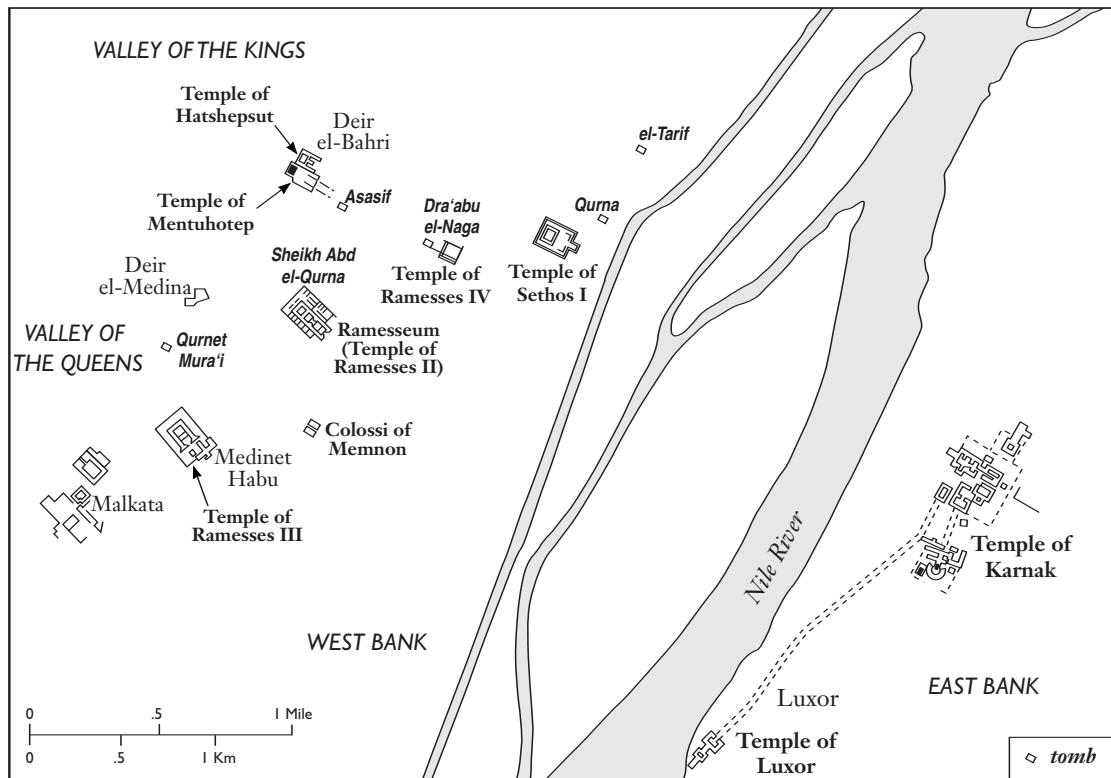 VALLEY OF THE KINGS
Temple of
Hatshepsut
Deir
el-Bahri
Temple of
Mentuhotep
Asasif
el-Tarif
Qurna
Dra‘abu
el-Naga
Temple of
Ramesses IV
Temple of
Sethos I
Deir
el-Medina
Sheikh Abd
el-Qurna
Ramesseum
(Temple of
Ramesses II)
VALLEY OF
THE QUEENS
Qurnet
Mura‘i
Colossi of
Memnon
Medinet
Habu
Malkata
Temple of
Ramesses III
Nile River
Temple of
Karnak
WEST BANK
EAST BANK
Luxor
Temple of
Luxor
0 .5 1 Mile
0 .5 1 Km
tomb